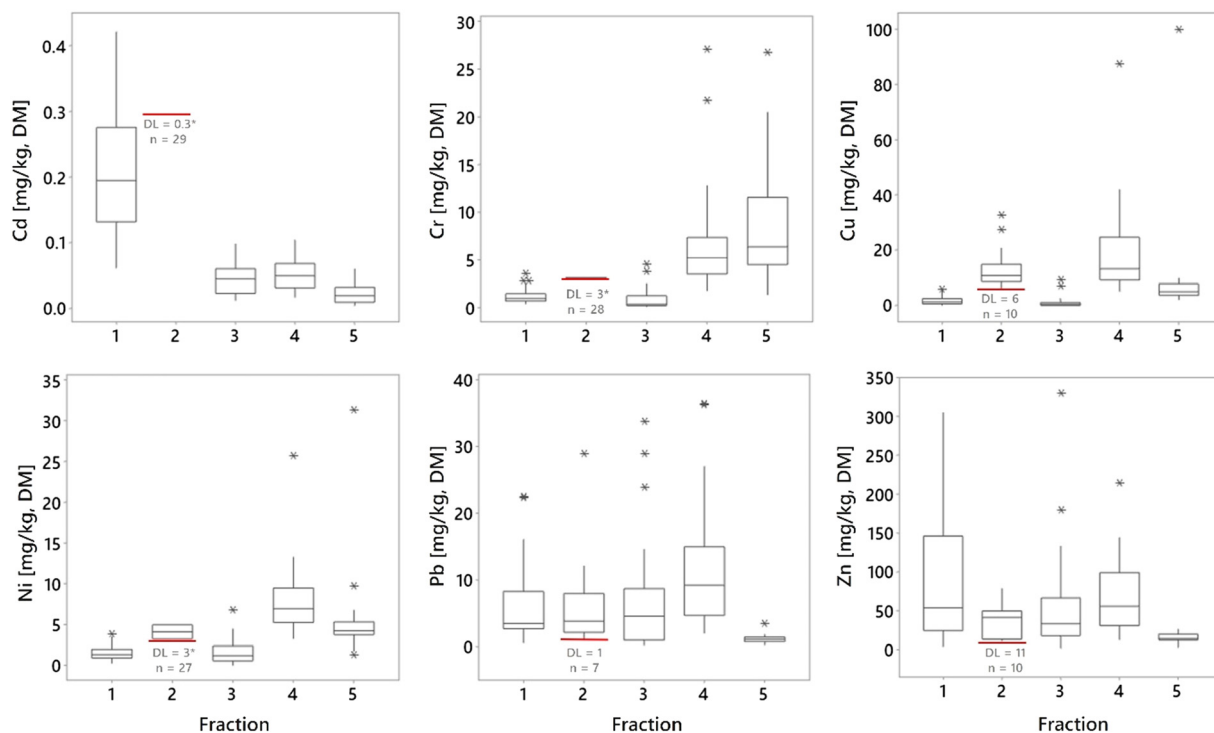 Cd [mg/kg, DM]
0.4
0.3
0.2
0.1
0.0
DL = 0.3*
n = 29
1 2 3 4 5
Cr [mg/kg, DM]
30
25
20
15
10
5
0
DL = 3*
n = 28
1 2 3 4 5
Cu [mg/kg, DM]
100
80
60
40
20
0
DL = 6
n = 10
1 2 3 4 5
Ni [mg/kg, DM]
35
30
25
20
15
10
5
0
DL = 3*
n = 27
1 2 3 4 5
Fraction
Pb [mg/kg, DM]
40
30
20
10
0
DL = 1
n = 7
1 2 3 4 5
Zn [mg/kg, DM]
350
300
250
200
150
100
50
0
DL = 11
n = 10
1 2 3 4 5
Fraction